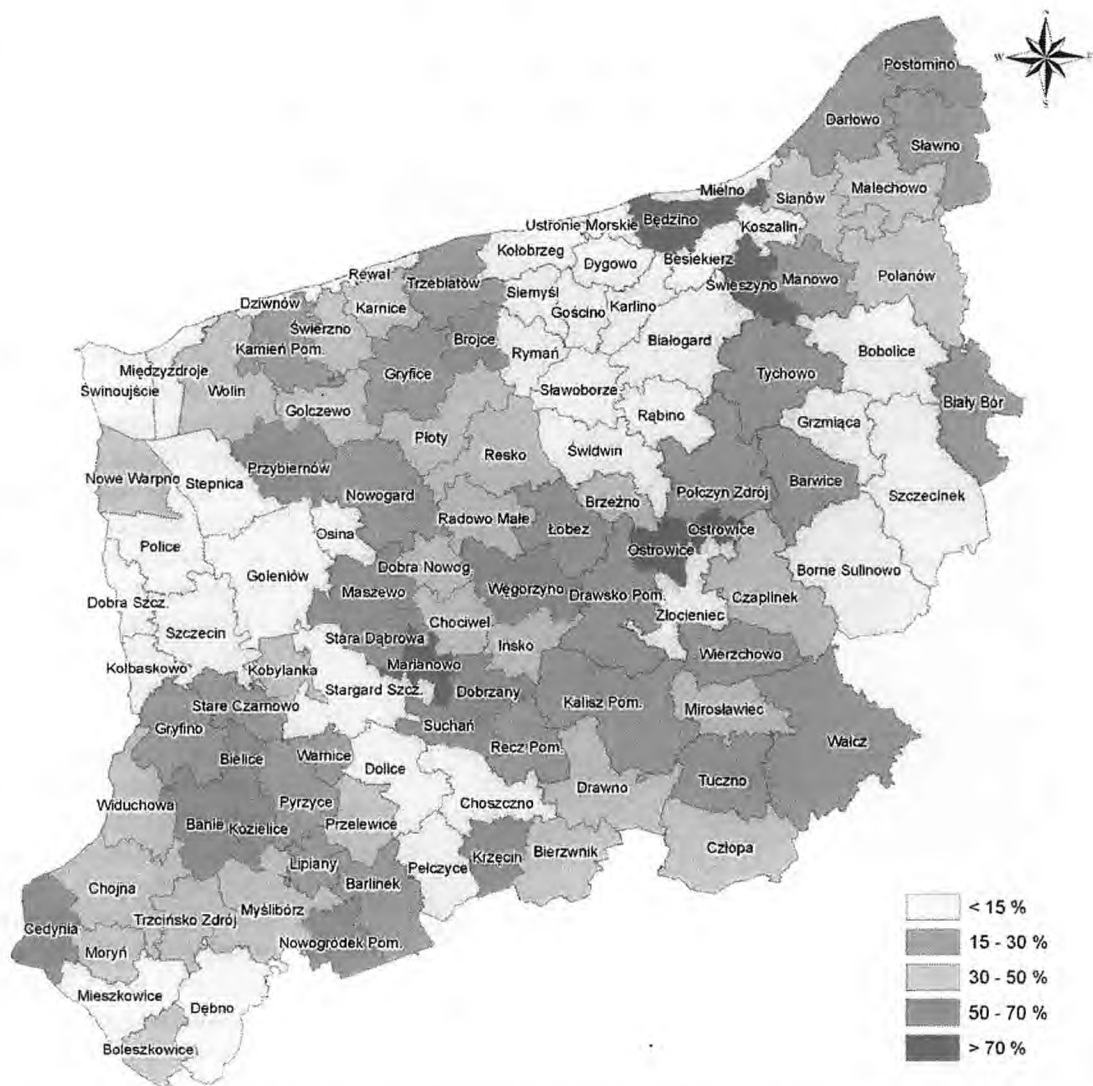 N
W
E
S
Postomino
Darłowo
Sławno
Mielno
Sianów
Malechowo
Ustronie Morskie
Będzino
Koszalin
Kołobrzeg
Dygowo
Besiekierz
Rewal
Trzebiatów
Siemyśl
Świeszyno
Manowo
Polanów
Dziwnów
Karnice
Gościno
Karlino
Świerzno
Kamień Pom.
Brojce
Rymań
Białogard
Bobolice
Międzyzdroje
Gryfice
Tychowo
Świnoujście
Wolin
Sławoborze
Biały Bór
Golczewo
Rąbino
Grzmiąca
Płoty
Resko
Świdwin
Nowe Warpno
Stepnica
Przybiernów
Nowogard
Połczyn Zdrój
Barwice
Szczecinek
Brzeżno
Radowo Małe
Łobez
Ostrowice
Osina
Police
Ostrowice
Goleniów
Dobra Nowog.
Borne Sulinowo
Maszewo
Węgorzyno
Drawsko Pom.
Czaplinek
Dobra Szcz.
Chociwel
Złocieniec
Szczecin
Stara Dąbrowa
Ińsko
Wierzchowo
Kołbaskowo
Kobylanka
Marianowo
Stargard Szcz.
Dobrzany
Kalisz Pom.
Stare Czarnowo
Mirosławiec
Gryfino
Suchań
Bielice
Warnice
Recz Pom.
Wałcz
Dolice
Tuczno
Widuchowa
Pyrzyce
Choszczno
Drawno
Banie
Kozielice
Przelewice
Człopa
Lipiany
Pełczyce
Krzęcin
Bierzwnik
Chojna
Barlinek
Myślibórz
Trzcińsko Zdrój
Cedynia
Nowogródek Pom.
Moryń
Mieszkowice
Dębno
Boleszkowice
< 15 %
15 - 30 %
30 - 50 %
50 - 70 %
> 70 %